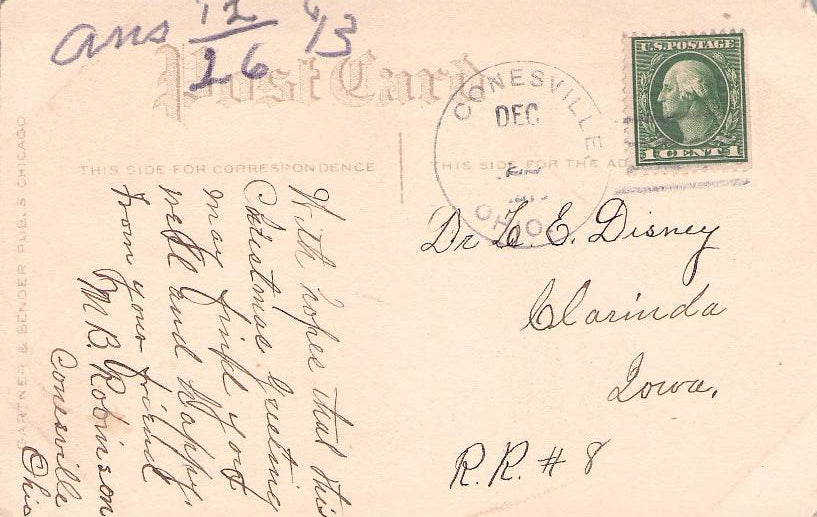 ans 12/26 '13
Post Card
THIS SIDE FOR CORRESPONDENCE
THIS SIDE FOR THE AD
CONESVILLE
DEC
OHIO
U.S. POSTAGE
1 CENT 1
GARTNER & BENDER PUBLS CHICAGO
With hopes that this
Christmas Greeting
may find you
well and Happy.
from your friend
M B. Robinson
Conesville
Ohio
Dr E. Disney
Clarinda
Iowa.
R.R. # 8